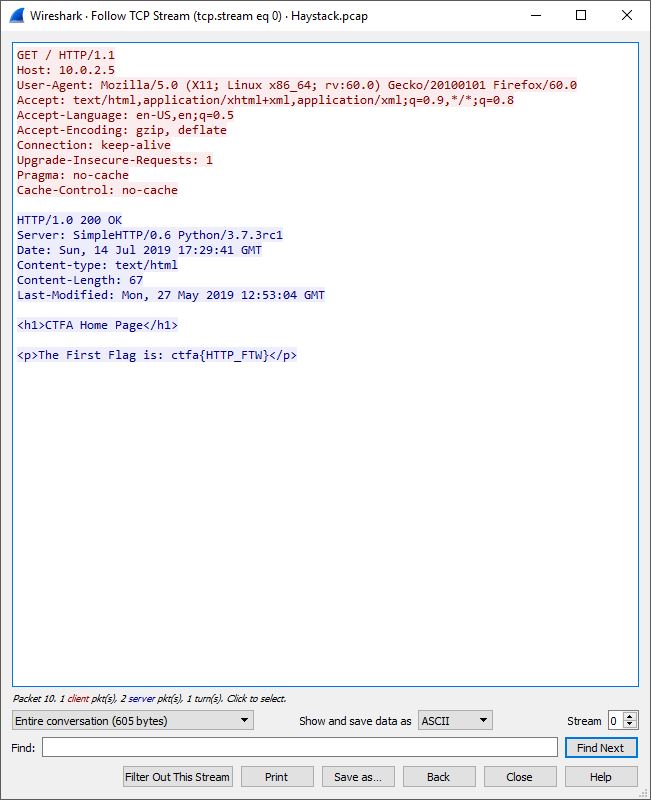 Wireshark · Follow TCP Stream (tcp.stream eq 0) · Haystack.pcap
GET / HTTP/1.1
Host: 10.0.2.5
User-Agent: Mozilla/5.0 (X11; Linux x86_64; rv:60.0) Gecko/20100101 Firefox/60.0
Accept: text/html,application/xhtml+xml,application/xml;q=0.9,*/*;q=0.8
Accept-Language: en-US,en;q=0.5
Accept-Encoding: gzip, deflate
Connection: keep-alive
Upgrade-Insecure-Requests: 1
Pragma: no-cache
Cache-Control: no-cache
HTTP/1.0 200 OK
Server: SimpleHTTP/0.6 Python/3.7.3rc1
Date: Sun, 14 Jul 2019 17:29:41 GMT
Content-type: text/html
Content-Length: 67
Last-Modified: Mon, 27 May 2019 12:53:04 GMT
<h1>CTFA Home Page</h1>
<p>The First Flag is: ctfa{HTTP_FTW}</p>
Packet 10. 1 client pkt(s), 2 server pkt(s), 1 turn(s). Click to select.
Entire conversation (605 bytes) Show and save data as ASCII Stream 0
Find: Find Next
Filter Out This Stream Print Save as... Back Close Help